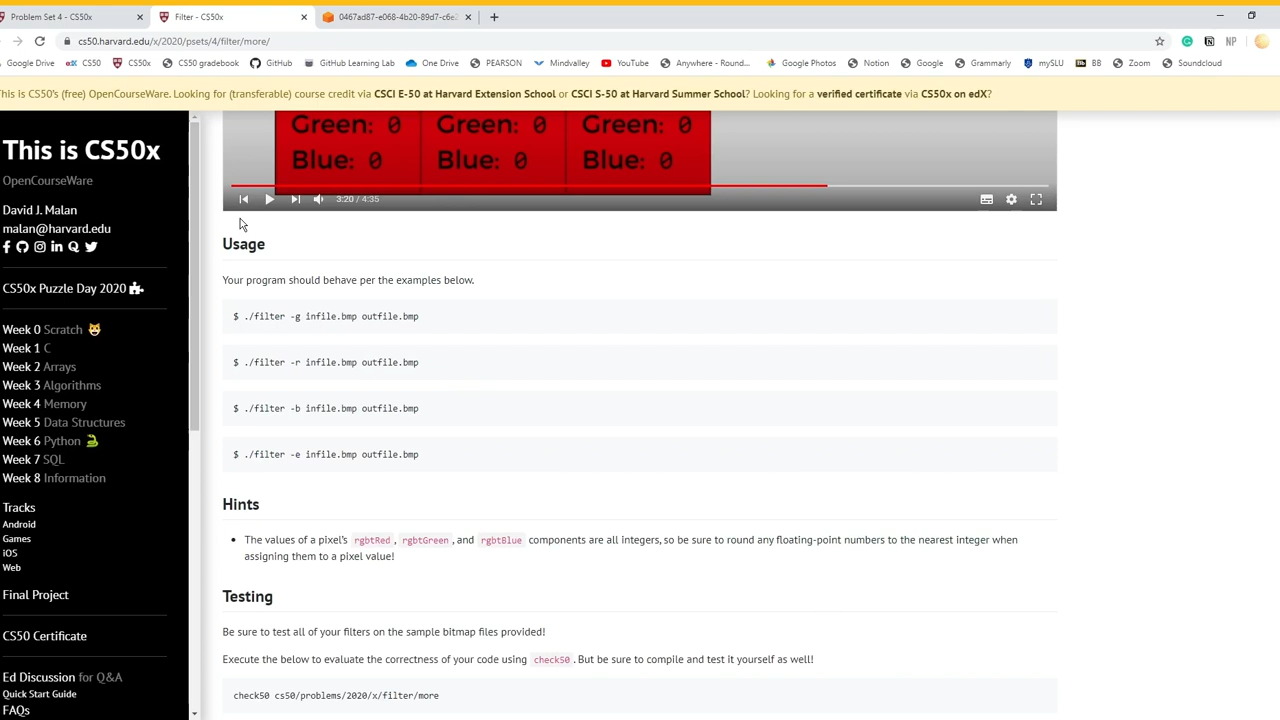 Problem Set 4 - CS50x
Filter - CS50x
0467ad87-e068-4b20-89d7-c6e2
cs50.harvard.edu/x/2020/psets/4/filter/more/
NP
Google Drive
edX CS50
CS50x
CS50 gradebook
GitHub
GitHub Learning Lab
One Drive
PEARSON
Mindvalley
YouTube
Anywhere - Roun...
Google Photos
Notion
Google
Grammarly
mySLU
Bb BB
Zoom
Soundcloud
This is CS50's (free) OpenCourseWare. Looking for (transferable) course credit via CSCI E-50 at Harvard Extension School or CSCI S-50 at Harvard Summer School? Looking for a verified certificate via CS50x on edX?
Green: 0 Green: 0 Green: 0
Blue: 0 Blue: 0 Blue: 0
3:20 / 4:35
This is CS50x
OpenCourseWare
David J. Malan
malan@harvard.edu
CS50x Puzzle Day 2020
Week 0 Scratch
Week 1 C
Week 2 Arrays
Week 3 Algorithms
Week 4 Memory
Week 5 Data Structures
Week 6 Python
Week 7 SQL
Week 8 Information
Tracks
Android
Games
iOS
Web
Final Project
CS50 Certificate
Ed Discussion for Q&A
Quick Start Guide
FAQs
Usage
Your program should behave per the examples below.
$ ./filter -g infile.bmp outfile.bmp
$ ./filter -r infile.bmp outfile.bmp
$ ./filter -b infile.bmp outfile.bmp
$ ./filter -e infile.bmp outfile.bmp
Hints
• The values of a pixel's rgbtRed, rgbtGreen, and rgbtBlue components are all integers, so be sure to round any floating-point numbers to the nearest integer when
assigning them to a pixel value!
Testing
Be sure to test all of your filters on the sample bitmap files provided!
Execute the below to evaluate the correctness of your code using check50. But be sure to compile and test it yourself as well!
check50 cs50/problems/2020/x/filter/more